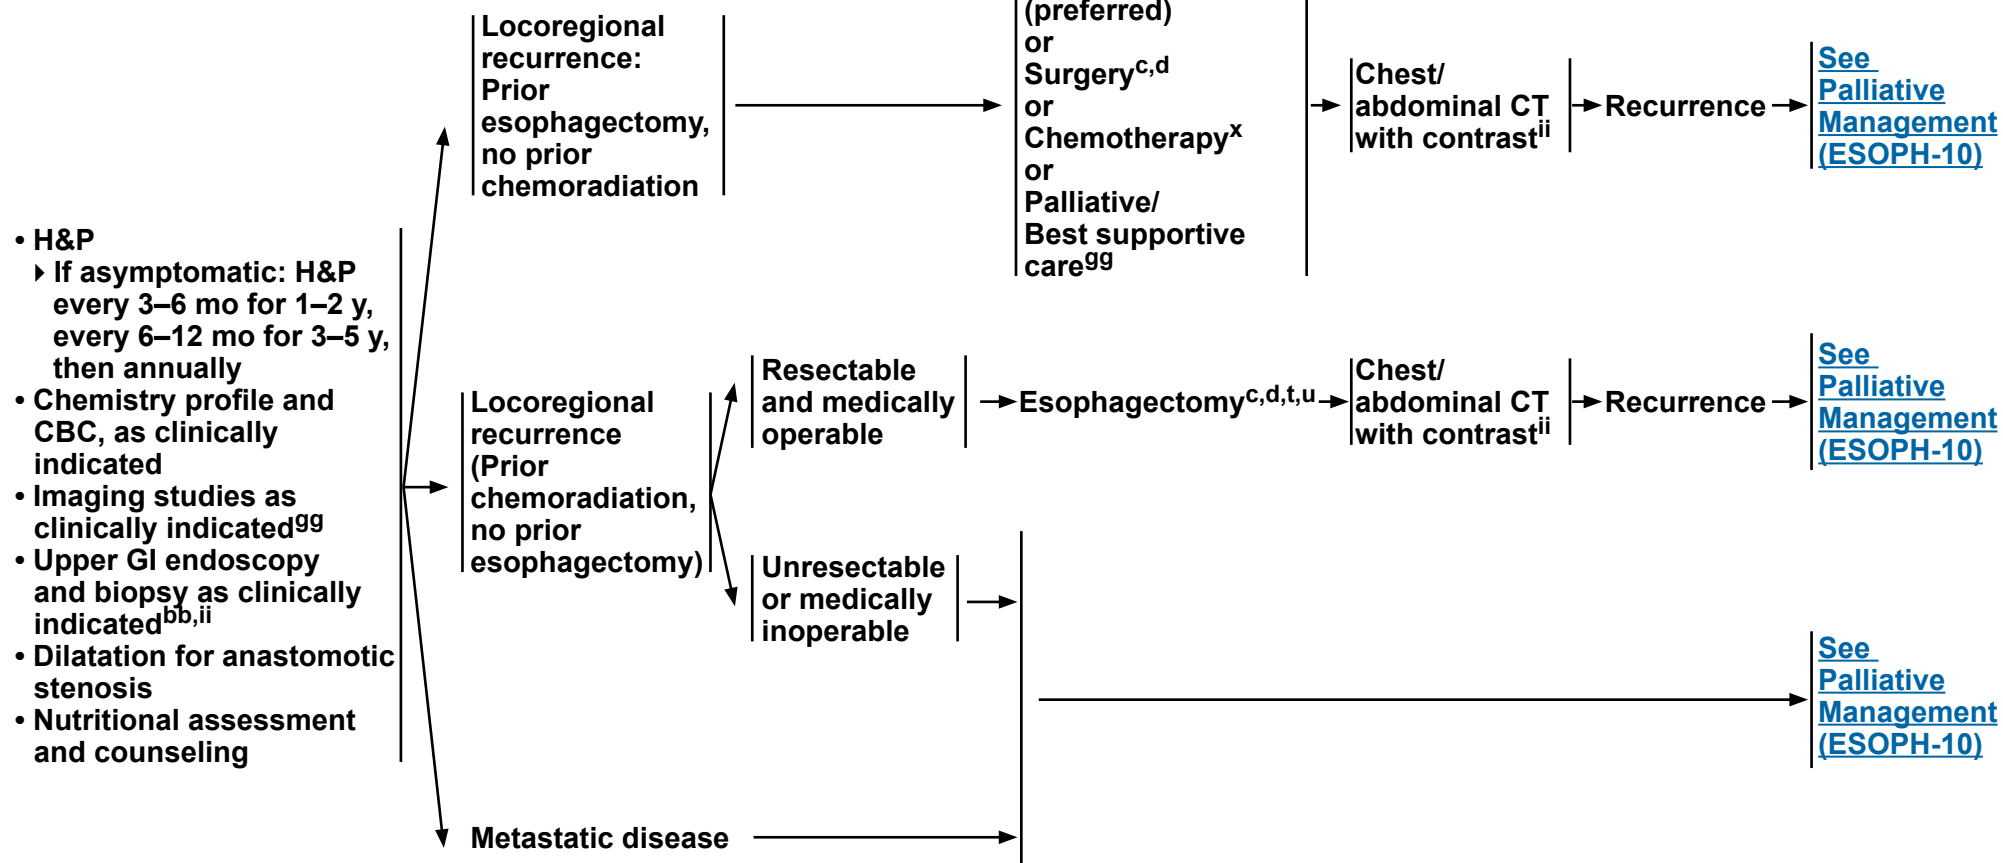 • H&P
▸ If asymptomatic: H&P
every 3–6 mo for 1–2 y,
every 6–12 mo for 3–5 y,
then annually
• Chemistry profile and
CBC, as clinically
indicated
• Imaging studies as
clinically indicatedgg
• Upper GI endoscopy
and biopsy as clinically
indicatedbb,ii
• Dilatation for anastomotic
stenosis
• Nutritional assessment
and counseling
Locoregional
recurrence:
Prior
esophagectomy,
no prior
chemoradiation
(preferred)
or
Surgeryc,d
or
Chemotherapyx
or
Palliative/
Best supportive
caregg
Chest/
abdominal CT
with contrastii
Recurrence
See
Palliative
Management
(ESOPH-10)
Locoregional
recurrence
(Prior
chemoradiation,
no prior
esophagectomy)
Resectable
and medically
operable
Esophagectomyc,d,t,u
Chest/
abdominal CT
with contrastii
Recurrence
See
Palliative
Management
(ESOPH-10)
Unresectable
or medically
inoperable
Metastatic disease
See
Palliative
Management
(ESOPH-10)